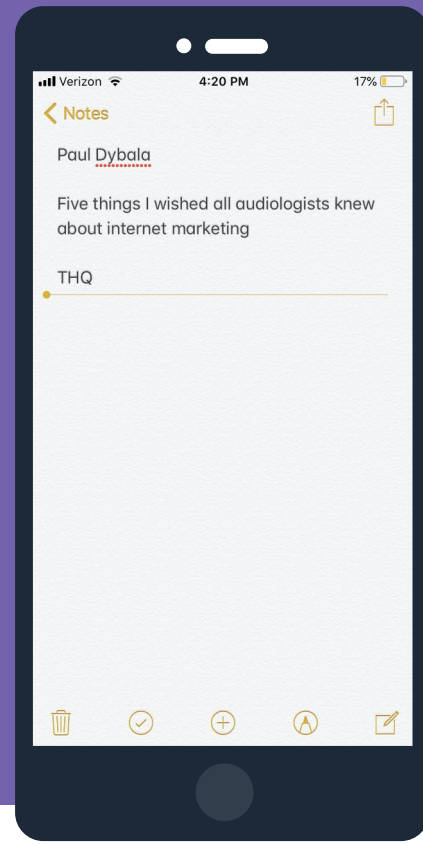 Verizon 4:20 PM 17%
Notes
Paul Dybala
Five things I wished all audiologists knew
about internet marketing
THQ